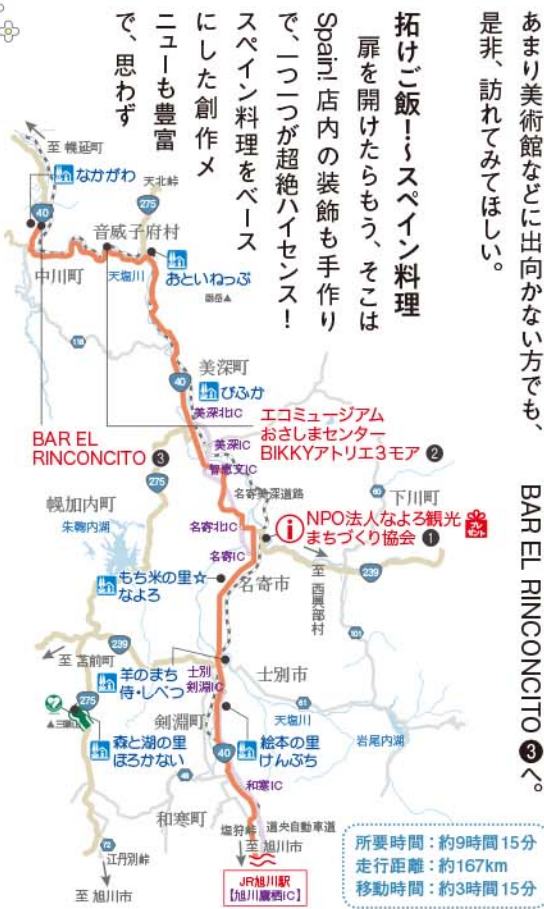 あまり美術館などに出向かない方でも、
是非、訪れてみてほしい。
BAR EL RINCONCITO ❸へ。
拓けご飯!～スペイン料理
扉を開けたらもう、そこは
Spain! 店内の装飾も手作り
で、一つ一つが超絶ハイセンス!
スペイン料理をベース
にした創作メ
ニューも豊富
で、思わず
至 幌延町
なかがわ
天北峠
40
275
音威子府村
中川町
天塩川
おといねっぷ
118
美深町
40
びふか
美深北IC
エコミュージアム
おさしまセンター
BIKKYアトリエ3モア ❷
BAR EL
RINCONCITO ❸
美深IC
智恵文IC
275
幌加内町
名寄美深道路
60
下川町
朱鞠内湖
名寄北IC
NPO法人なよろ観光
まちづくり協会 ❶
プレゼント
名寄IC
もち米の里☆
なよろ
名寄市
至 西興部村
239
239
101
至 苫前町
羊のまち
侍・しべつ
士別
剣淵IC
士別市
275
61
剣淵町
天塩川
岩尾内湖
森と湖の里
ほろかない
40
絵本の里
けんぶち
和寒IC
和寒町
72
江丹別峠
塩狩峠
道央自動車道
至 旭川市
至 旭川市
JR旭川駅
【旭川鷹栖IC】
所要時間：約9時間15分
走行距離：約167km
移動時間：約3時間15分